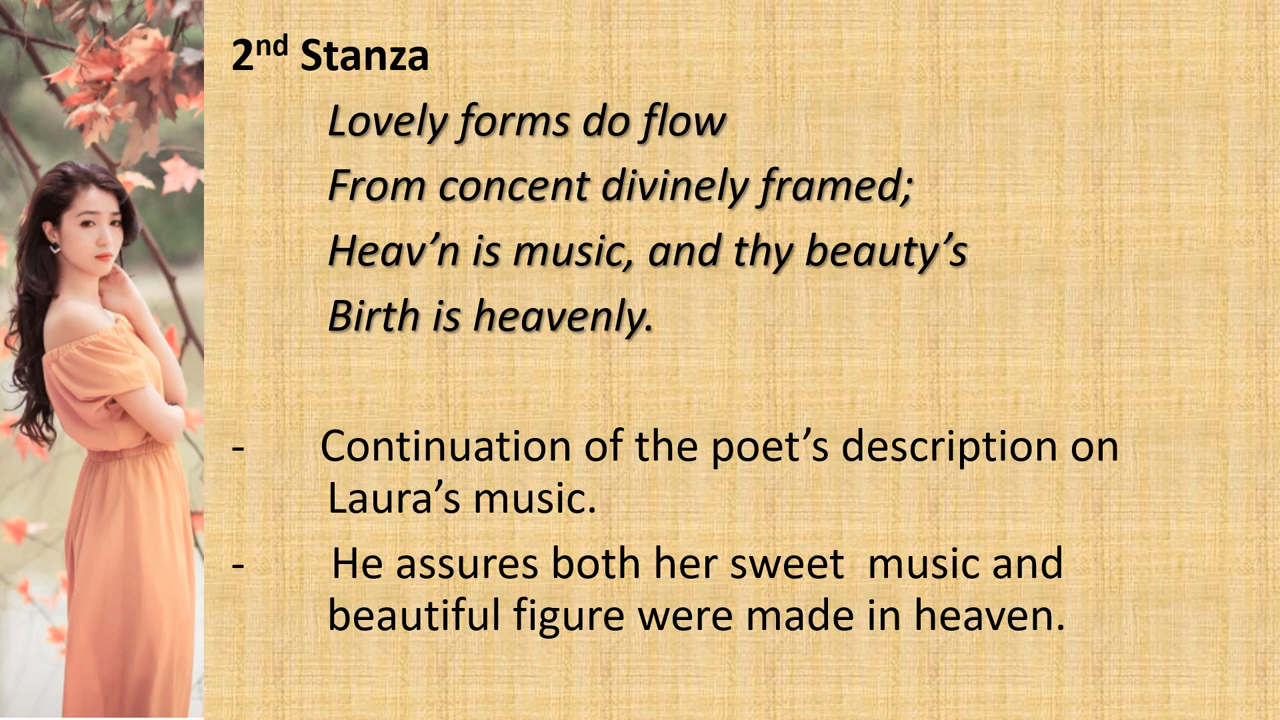 2nd Stanza
Lovely forms do flow
From concent divinely framed;
Heav’n is music, and thy beauty’s
Birth is heavenly.
- Continuation of the poet’s description on
Laura’s music.
- He assures both her sweet  music and
beautiful figure were made in heaven.